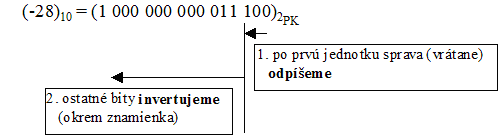 (-28)10 = (1 000 000 000 011 100)2PK
1. po prvú jednotku sprava (vrátane)
odpíšeme
2. ostatné bity invertujeme
(okrem znamienka)